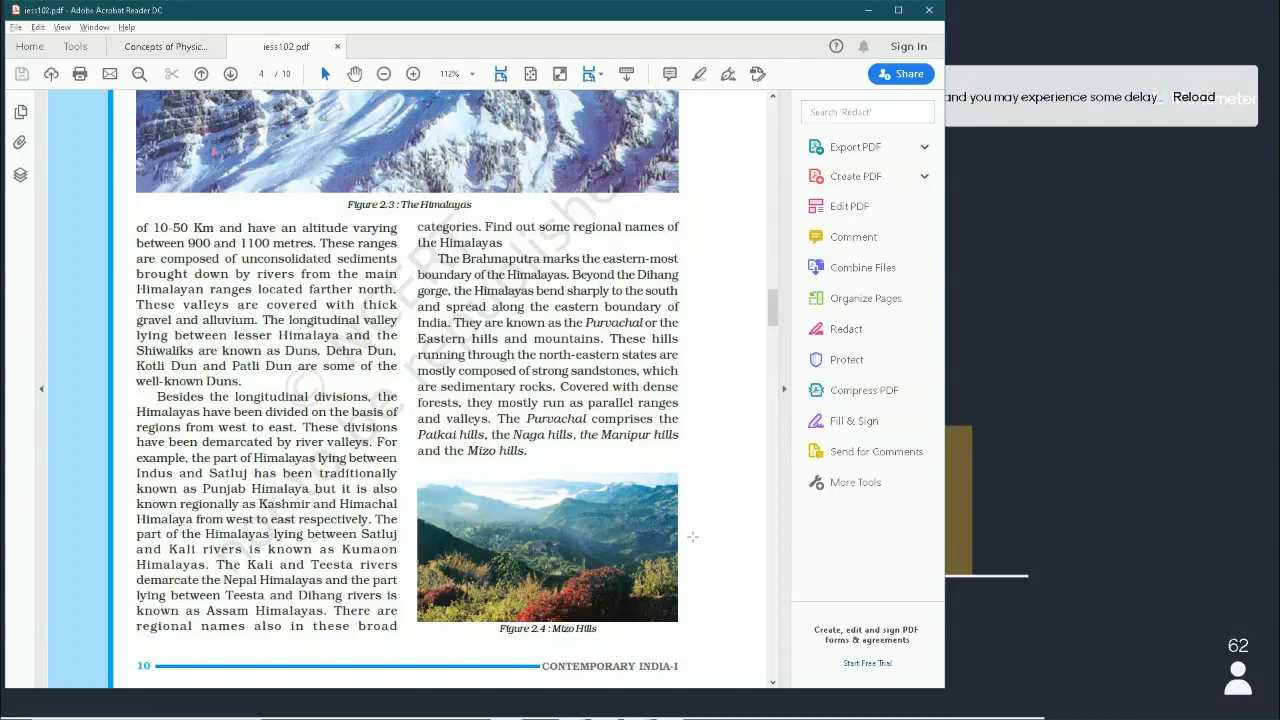 iess102.pdf - Adobe Acrobat Reader DC
File Edit View Window Help
Home Tools Concepts of Physic... iess102.pdf × Sign In
4 / 10 112% Share
and you may experience some delay. Reload
Search 'Redact'
Export PDF
Create PDF
Edit PDF
Comment
Combine Files
Organize Pages
Redact
Protect
Compress PDF
Fill & Sign
Send for Comments
More Tools
Create, edit and sign PDF
forms & agreements
Start Free Trial
Figure 2.3 : The Himalayas
of 10-50 Km and have an altitude varying
between 900 and 1100 metres. These ranges
are composed of unconsolidated sediments
brought down by rivers from the main
Himalayan ranges located farther north.
These valleys are covered with thick
gravel and alluvium. The longitudinal valley
lying between lesser Himalaya and the
Shiwaliks are known as Duns. Dehra Dun,
Kotli Dun and Patli Dun are some of the
well-known Duns.
Besides the longitudinal divisions, the
Himalayas have been divided on the basis of
regions from west to east. These divisions
have been demarcated by river valleys. For
example, the part of Himalayas lying between
Indus and Satluj has been traditionally
known as Punjab Himalaya but it is also
known regionally as Kashmir and Himachal
Himalaya from west to east respectively. The
part of the Himalayas lying between Satluj
and Kali rivers is known as Kumaon
Himalayas. The Kali and Teesta rivers
demarcate the Nepal Himalayas and the part
lying between Teesta and Dihang rivers is
known as Assam Himalayas. There are
regional names also in these broad
categories. Find out some regional names of
the Himalayas
The Brahmaputra marks the eastern-most
boundary of the Himalayas. Beyond the Dihang
gorge, the Himalayas bend sharply to the south
and spread along the eastern boundary of
India. They are known as the Purvachal or the
Eastern hills and mountains. These hills
running through the north-eastern states are
mostly composed of strong sandstones, which
are sedimentary rocks. Covered with dense
forests, they mostly run as parallel ranges
and valleys. The Purvachal comprises the
Patkai hills, the Naga hills, the Manipur hills
and the Mizo hills.
Figure 2.4 : Mizo Hills
10 CONTEMPORARY INDIA-I
© NCERT
not to be republished
62